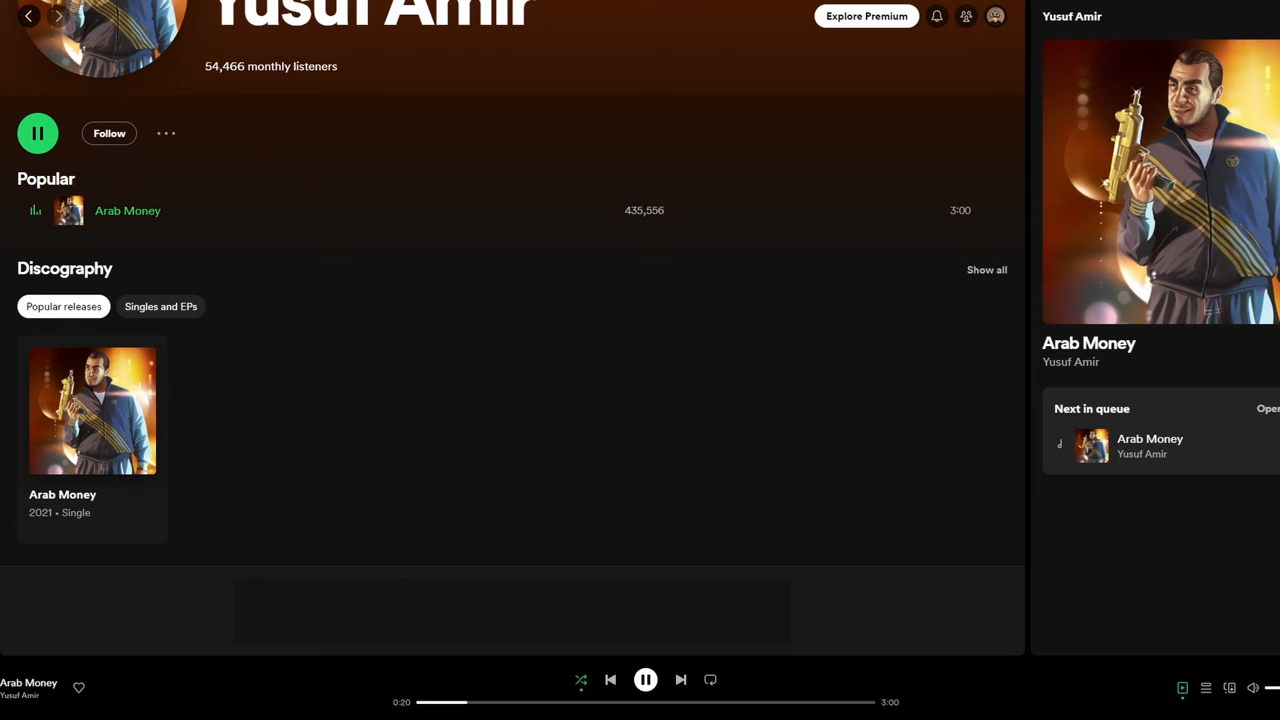 Yusuf Amir
Explore Premium
54,466 monthly listeners
Follow
Popular
Arab Money 435,556 3:00
Discography
Show all
Popular releases Singles and EPs
Arab Money
2021 • Single
Yusuf Amir
Arab Money
Yusuf Amir
Next in queue
Open
Arab Money
Yusuf Amir
Arab Money
Yusuf Amir
0:20 3:00